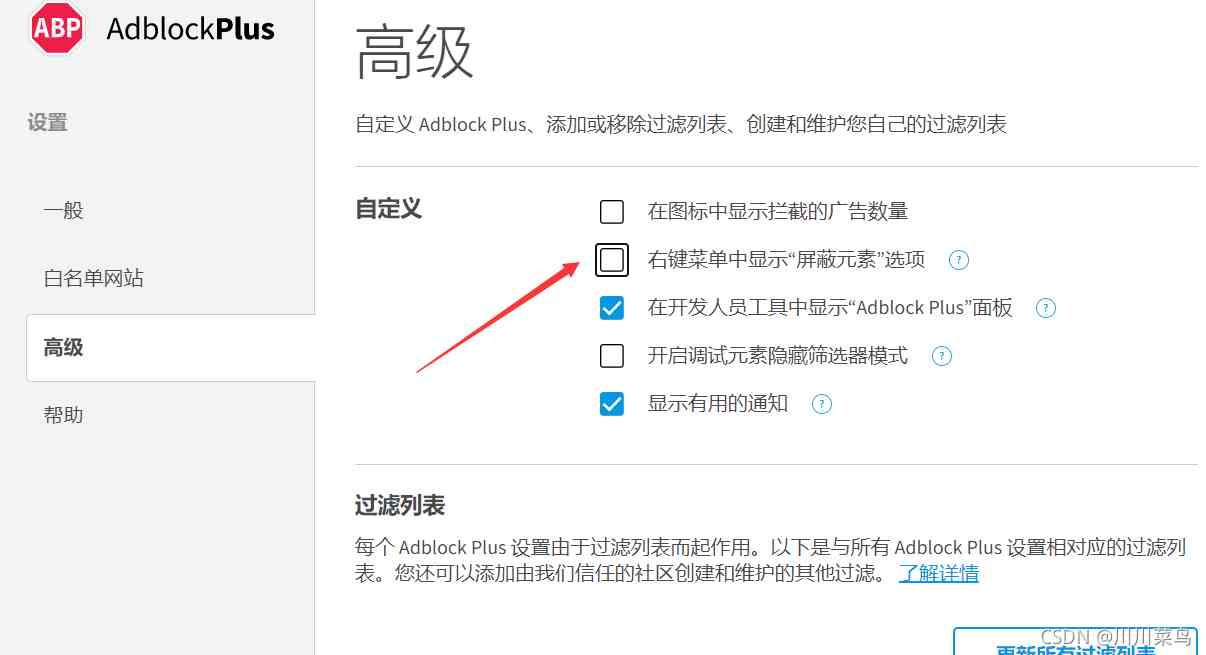 ABP AdblockPlus
设置
一般
白名单网站
高级
帮助
高级
自定义 Adblock Plus、添加或移除过滤列表、创建和维护您自己的过滤列表
自定义
在图标中显示拦截的广告数量
右键菜单中显示“屏蔽元素”选项 ?
在开发人员工具中显示“Adblock Plus”面板 ?
开启调试元素隐藏筛选器模式 ?
显示有用的通知 ?
过滤列表
每个 Adblock Plus 设置由于过滤列表而起作用。以下是与所有 Adblock Plus 设置相对应的过滤列
表。您还可以添加由我们信任的社区创建和维护的其他过滤。 了解详情
更新所有过滤列表
CSDN @川川菜鸟